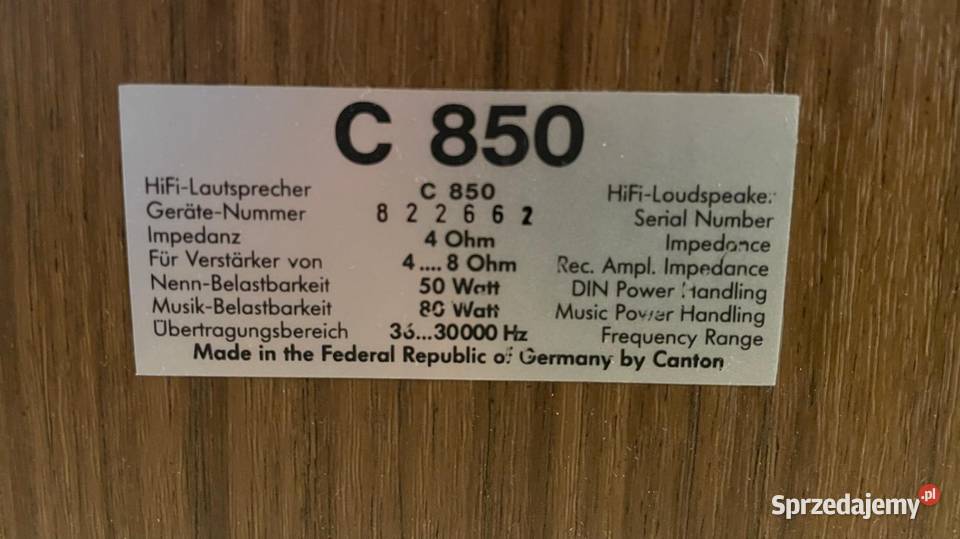 C 850
HiFi-Lautsprecher C 850 HiFi-Loudspeaker
Geräte-Nummer 8 2 2 6 6 2 Serial Number
Impedanz 4 Ohm Impedance
Für Verstärker von 4....8 Ohm Rec. Ampl. Impedance
Nenn-Belastbarkeit 50 Watt DIN Power Handling
Musik-Belastbarkeit 80 Watt Music Power Handling
Übertragungsbereich 36...30000 Hz Frequency Range
Made in the Federal Republic of Germany by Canton
Sprzedajemy.pl